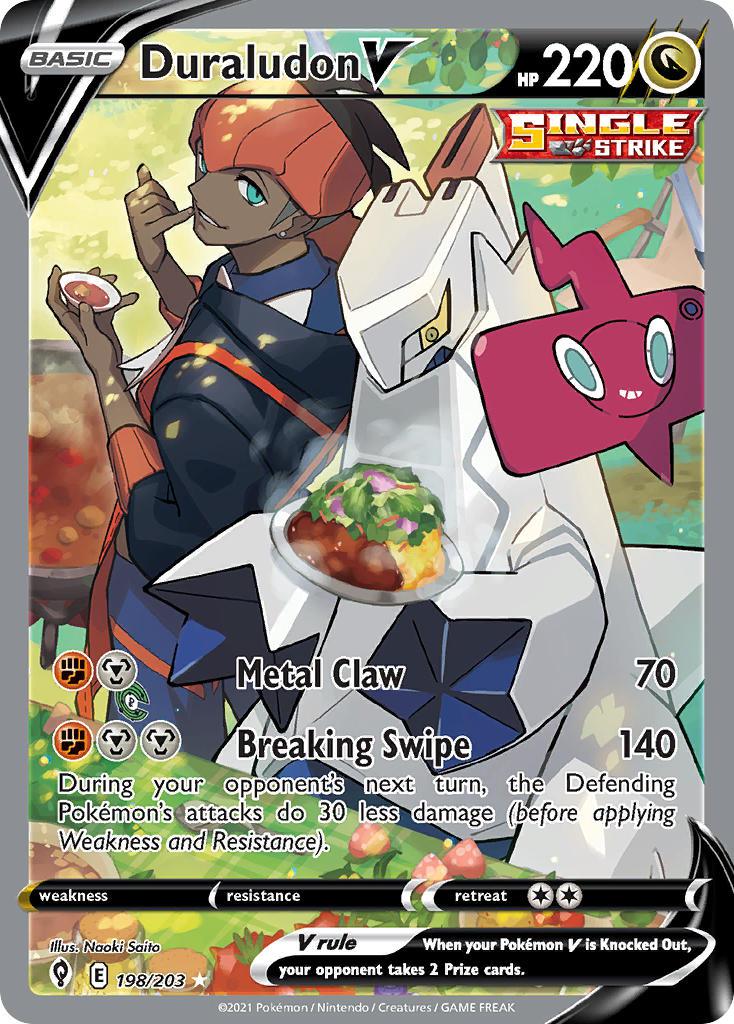 BASIC
Duraludon V
HP 220
SINGLE
STRIKE
Metal Claw 70
Breaking Swipe 140
During your opponent's next turn, the Defending
Pokémon's attacks do 30 less damage (before applying
Weakness and Resistance).
weakness resistance retreat
Illus. Naoki Saito
V rule When your Pokémon V is Knocked Out,
your opponent takes 2 Prize cards.
E 198/203
©2021 Pokémon / Nintendo / Creatures / GAME FREAK